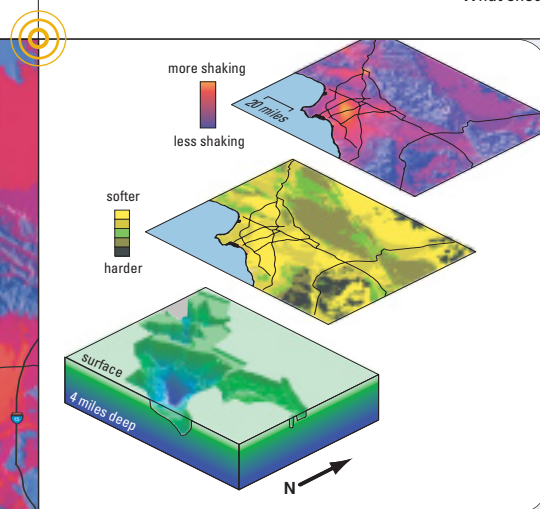 more shaking
less shaking
20 miles
softer
harder
surface
4 miles deep
N